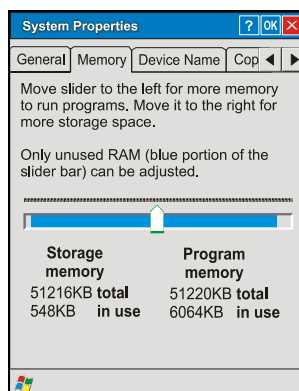 System Properties ? OK X
General Memory Device Name Cop
Move slider to the left for more memory
to run programs. Move it to the right for
more storage space.
Only unused RAM (blue portion of the
slider bar) can be adjusted.
Storage Program
memory memory
51216KB total 51220KB total
548KB in use 6064KB in use